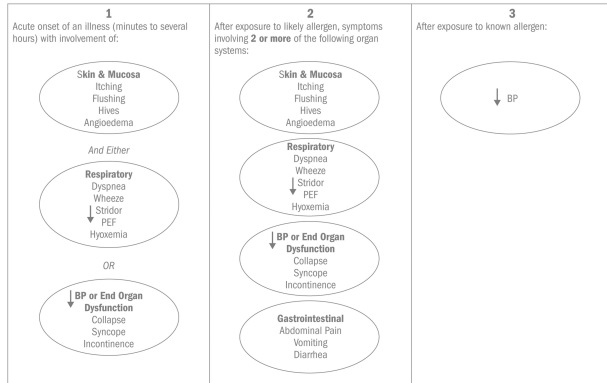 1
Acute onset of an illness (minutes to several
hours) with involvement of:
Skin & Mucosa
Itching
Flushing
Hives
Angioedema
And Either
Respiratory
Dyspnea
Wheeze
Stridor
PEF
Hyoxemia
OR
BP or End Organ
Dysfunction
Collapse
Syncope
Incontinence
2
After exposure to likely allergen, symptoms
involving 2 or more of the following organ
systems:
Skin & Mucosa
Itching
Flushing
Hives
Angioedema
Respiratory
Dyspnea
Wheeze
Stridor
PEF
Hyoxemia
BP or End Organ
Dysfunction
Collapse
Syncope
Incontinence
Gastrointestinal
Abdominal Pain
Vomiting
Diarrhea
3
After exposure to known allergen:
BP